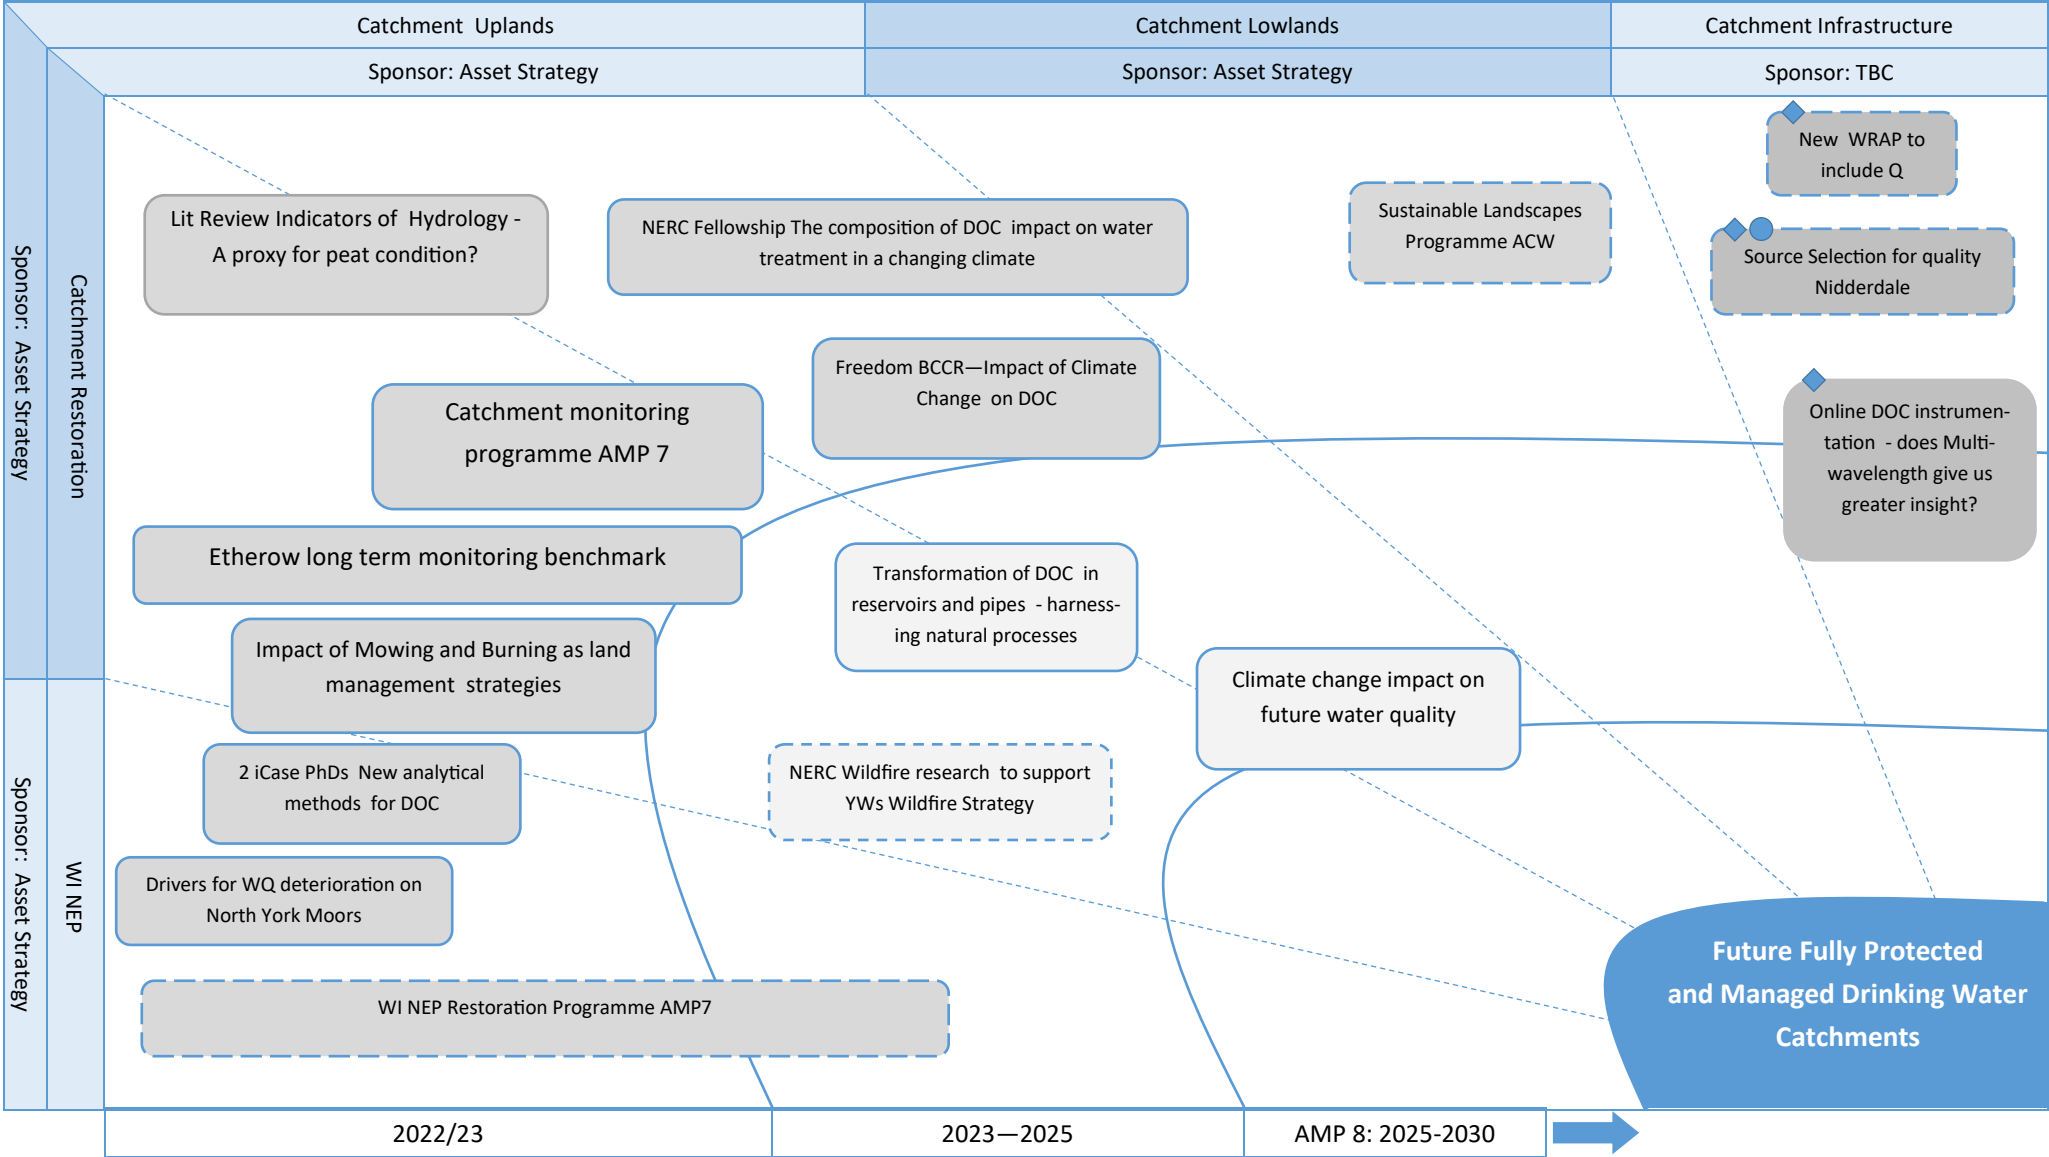 Catchment Uplands
Catchment Lowlands
Catchment Infrastructure
Sponsor: Asset Strategy
Sponsor: Asset Strategy
Sponsor: TBC
Sponsor: Asset Strategy
Catchment Restoration
Sponsor: Asset Strategy
WI NEP
New WRAP to
include Q
Lit Review Indicators of Hydrology -
A proxy for peat condition?
NERC Fellowship The composition of DOC impact on water
treatment in a changing climate
Sustainable Landscapes
Programme ACW
Source Selection for quality
Nidderdale
Freedom BCCR—Impact of Climate
Change on DOC
Catchment monitoring
programme AMP 7
Online DOC instrumen-
tation - does Multi-
wavelength give us
greater insight?
Etherow long term monitoring benchmark
Transformation of DOC in
reservoirs and pipes - harness-
ing natural processes
Impact of Mowing and Burning as land
management strategies
Climate change impact on
future water quality
2 iCase PhDs New analytical
methods for DOC
NERC Wildfire research to support
YWs Wildfire Strategy
Drivers for WQ deterioration on
North York Moors
WI NEP Restoration Programme AMP7
Future Fully Protected
and Managed Drinking Water
Catchments
2022/23
2023—2025
AMP 8: 2025-2030